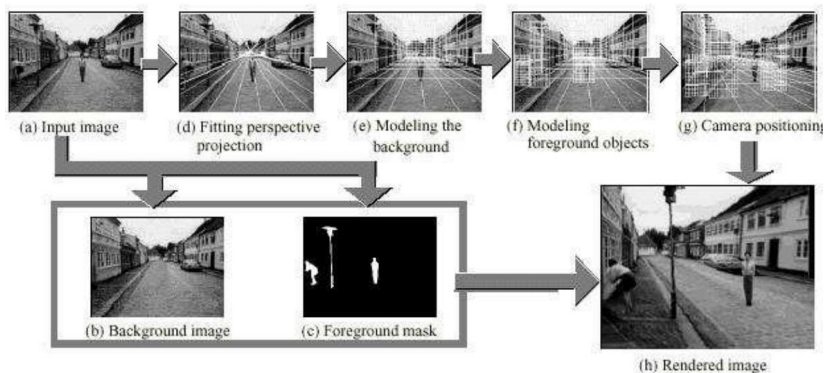 (a) Input image
(d) Fitting perspective
projection
(e) Modeling the
background
(f) Modeling
foreground objects
(g) Camera positioning
(b) Background image
(c) Foreground mask
(h) Rendered image